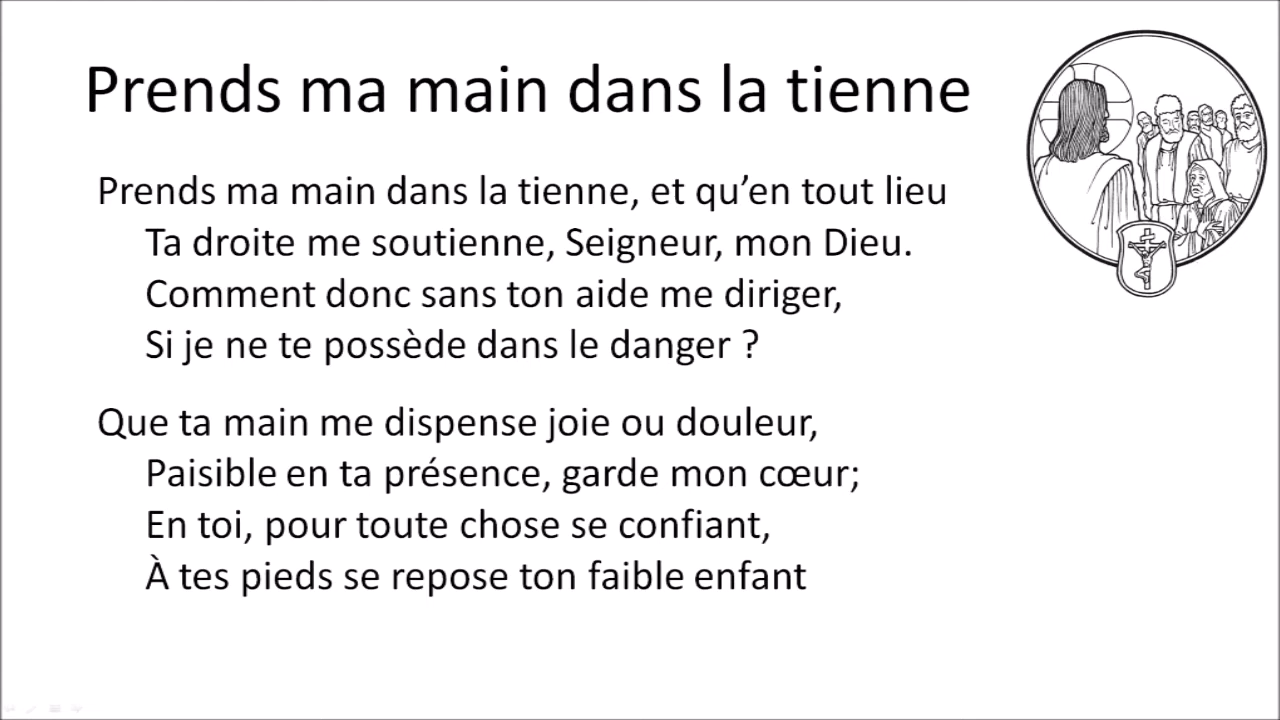 Prends ma main dans la tienne
Prends ma main dans la tienne, et qu’en tout lieu
Ta droite me soutienne, Seigneur, mon Dieu.
Comment donc sans ton aide me diriger,
Si je ne te possède dans le danger ?
Que ta main me dispense joie ou douleur,
Paisible en ta présence, garde mon cœur;
En toi, pour toute chose se confiant,
À tes pieds se repose ton faible enfant